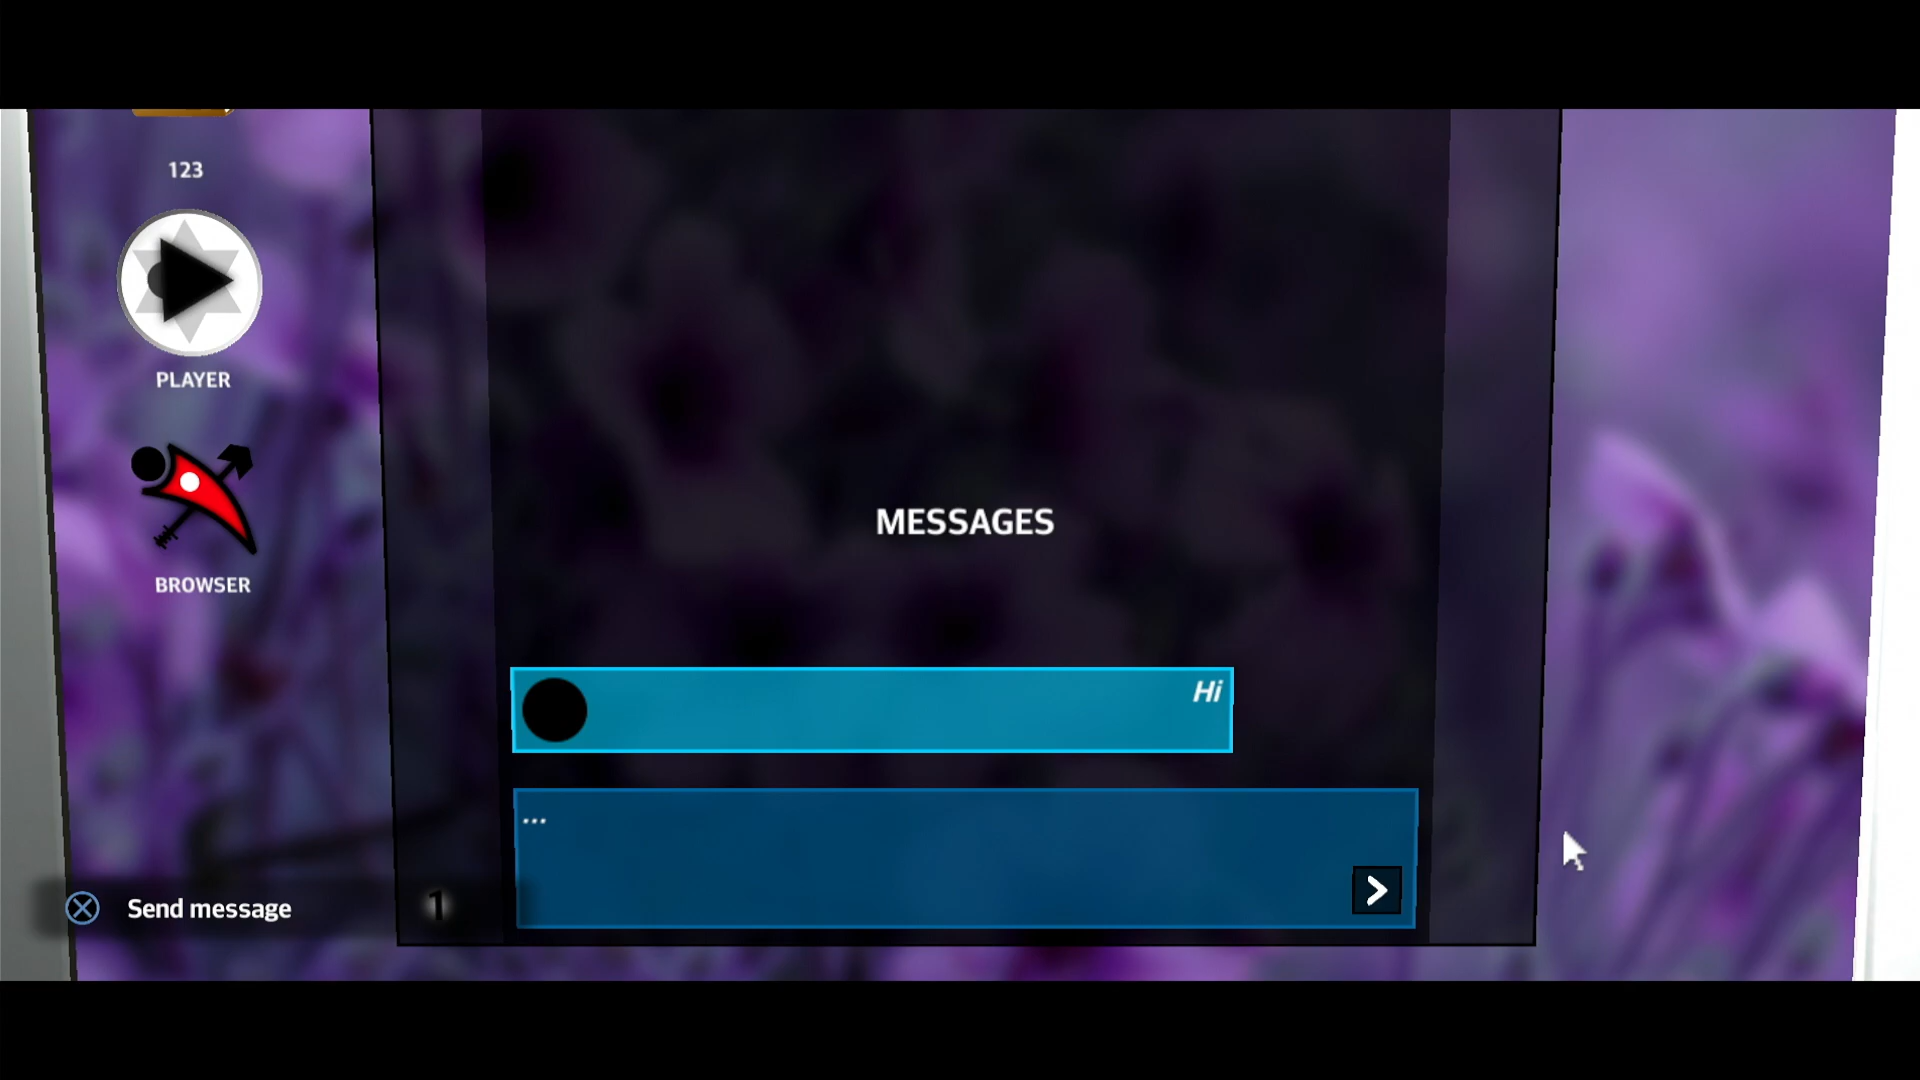 123
PLAYER
BROWSER
MESSAGES
Hi
...
Send message
1